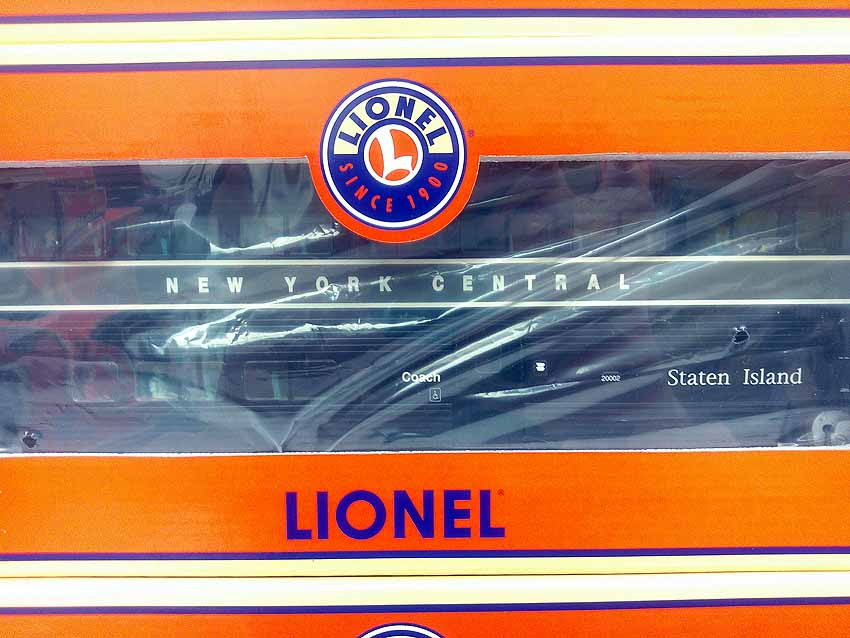 LIONEL
L
SINCE 1900
®
NEW YORK CENTRAL
Coach
20002
Staten Island
LIONEL®